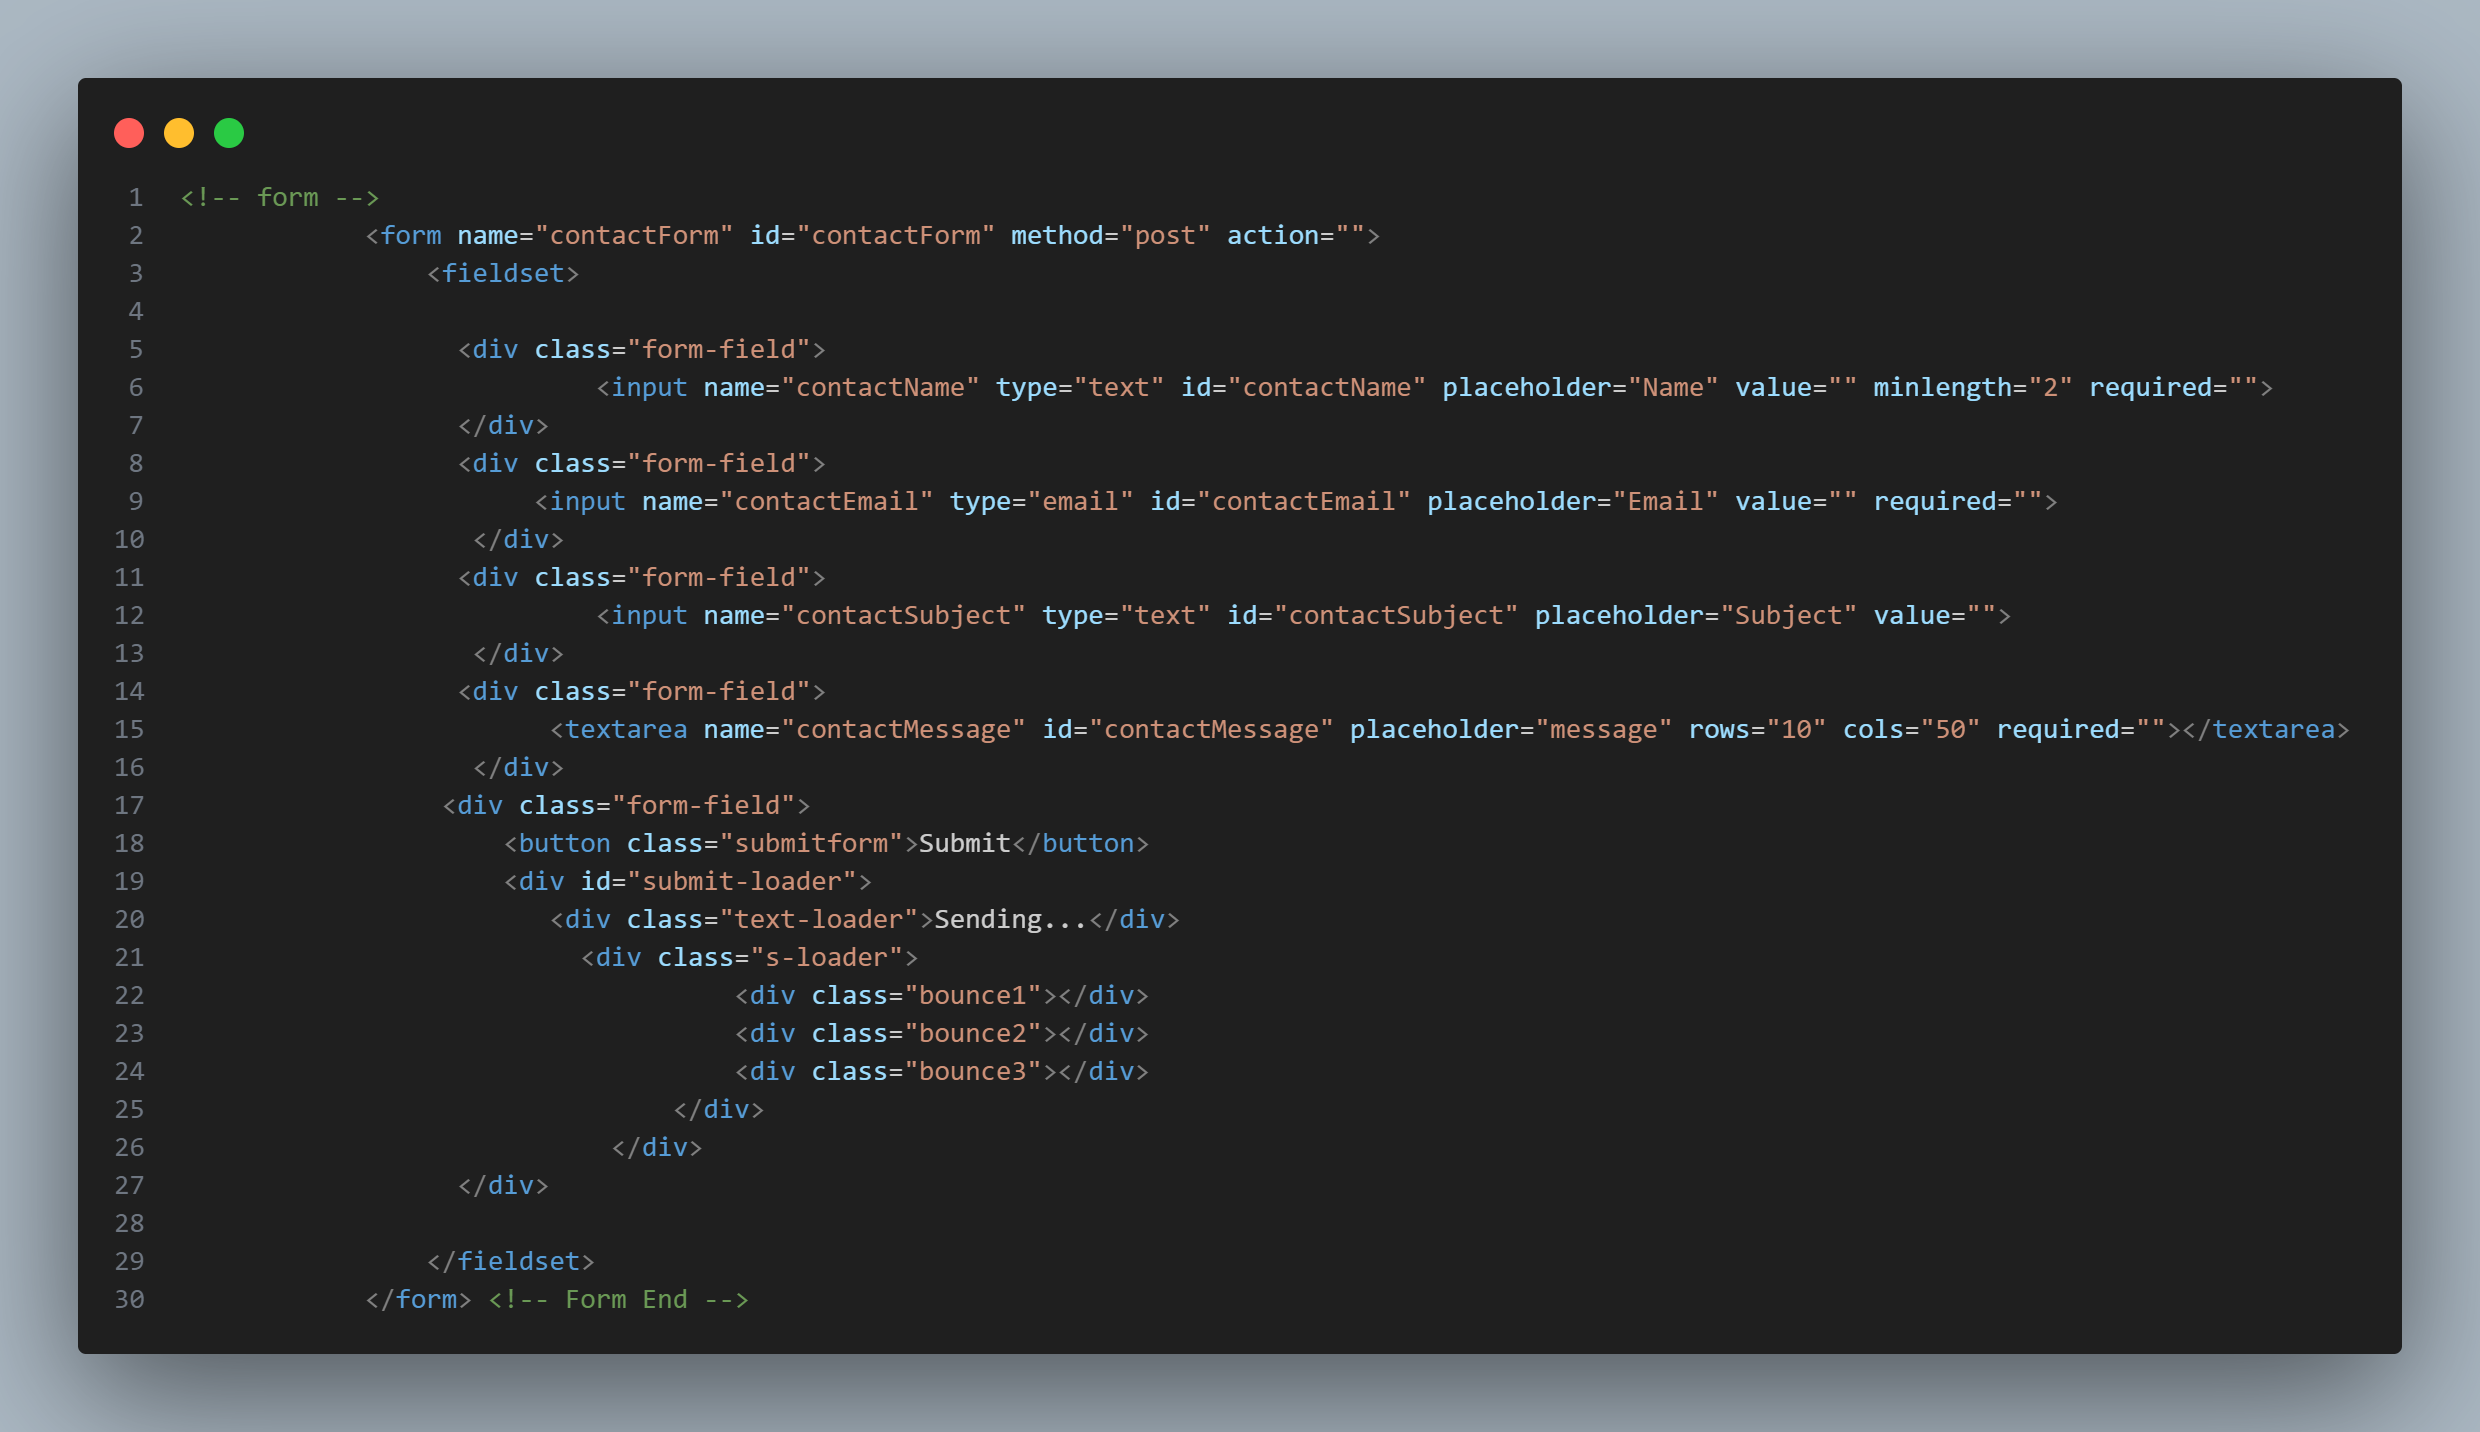 1 <!-- form -->
2 <form name="contactForm" id="contactForm" method="post" action="">
3 <fieldset>
4
5 <div class="form-field">
6 <input name="contactName" type="text" id="contactName" placeholder="Name" value="" minlength="2" required="">
7 </div>
8 <div class="form-field">
9 <input name="contactEmail" type="email" id="contactEmail" placeholder="Email" value="" required="">
10 </div>
11 <div class="form-field">
12 <input name="contactSubject" type="text" id="contactSubject" placeholder="Subject" value="">
13 </div>
14 <div class="form-field">
15 <textarea name="contactMessage" id="contactMessage" placeholder="message" rows="10" cols="50" required=""></textarea>
16 </div>
17 <div class="form-field">
18 <button class="submitform">Submit</button>
19 <div id="submit-loader">
20 <div class="text-loader">Sending...</div>
21 <div class="s-loader">
22 <div class="bounce1"></div>
23 <div class="bounce2"></div>
24 <div class="bounce3"></div>
25 </div>
26 </div>
27 </div>
28
29 </fieldset>
30 </form> <!-- Form End -->